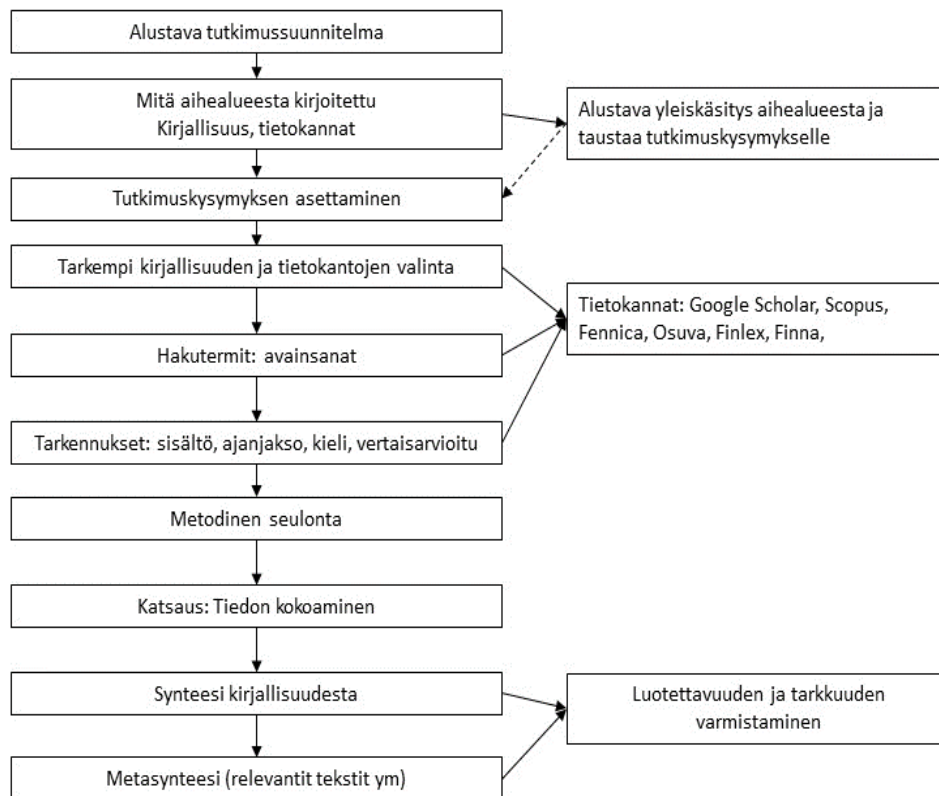 Alustava tutkimussuunnitelma
Mitä aihealueesta kirjoitettu
Kirjallisuus, tietokannat
Alustava yleiskäsitys aihealueesta ja
taustaa tutkimuskysymykselle
Tutkimuskysymyksen asettaminen
Tarkempi kirjallisuuden ja tietokantojen valinta
Tietokannat: Google Scholar, Scopus,
Fennica, Osuva, Finlex, Finna,
Hakutermit: avainsanat
Tarkennukset: sisältö, ajanjakso, kieli, vertaisarvioitu
Metodinen seulonta
Katsaus: Tiedon kokoaminen
Synteesi kirjallisuudesta
Luotettavuuden ja tarkkuuden
varmistaminen
Metasynteesi (relevantit tekstit ym)